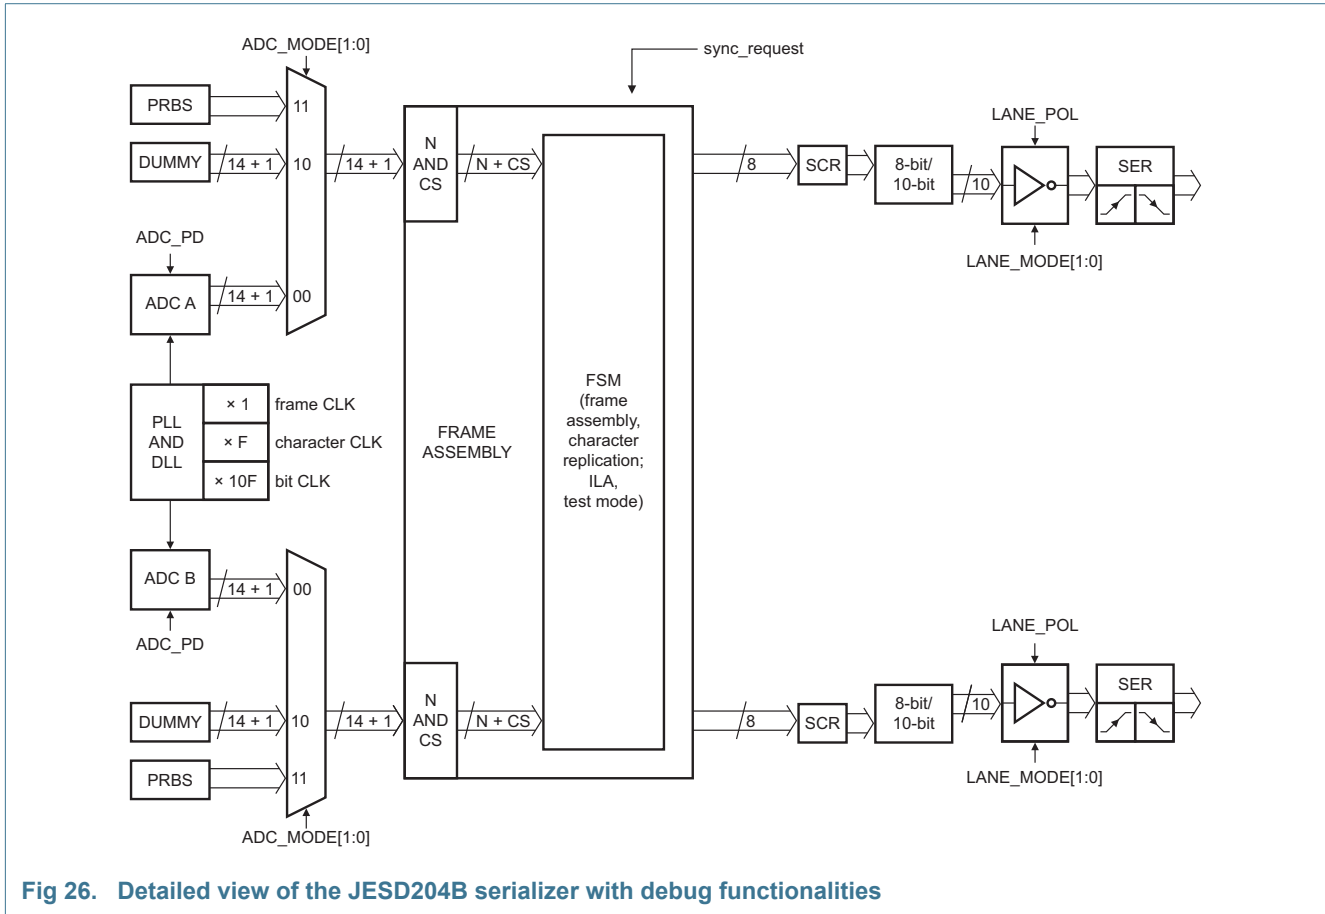 ADC_MODE[1:0]
sync_request
PRBS
11
DUMMY
14 + 1
10
14 + 1
N
AND
CS
N + CS
8
SCR
8-bit/
10-bit
10
LANE_POL
SER
LANE_MODE[1:0]
ADC_PD
ADC A
14 + 1
00
PLL
AND
DLL
× 1
frame CLK
× F
character CLK
× 10F
bit CLK
FRAME
ASSEMBLY
FSM
(frame
assembly,
character
replication;
ILA,
test mode)
ADC B
14 + 1
00
ADC_PD
DUMMY
14 + 1
10
14 + 1
PRBS
11
ADC_MODE[1:0]
N
AND
CS
N + CS
8
SCR
8-bit/
10-bit
10
LANE_POL
SER
LANE_MODE[1:0]
Fig 26. Detailed view of the JESD204B serializer with debug functionalities